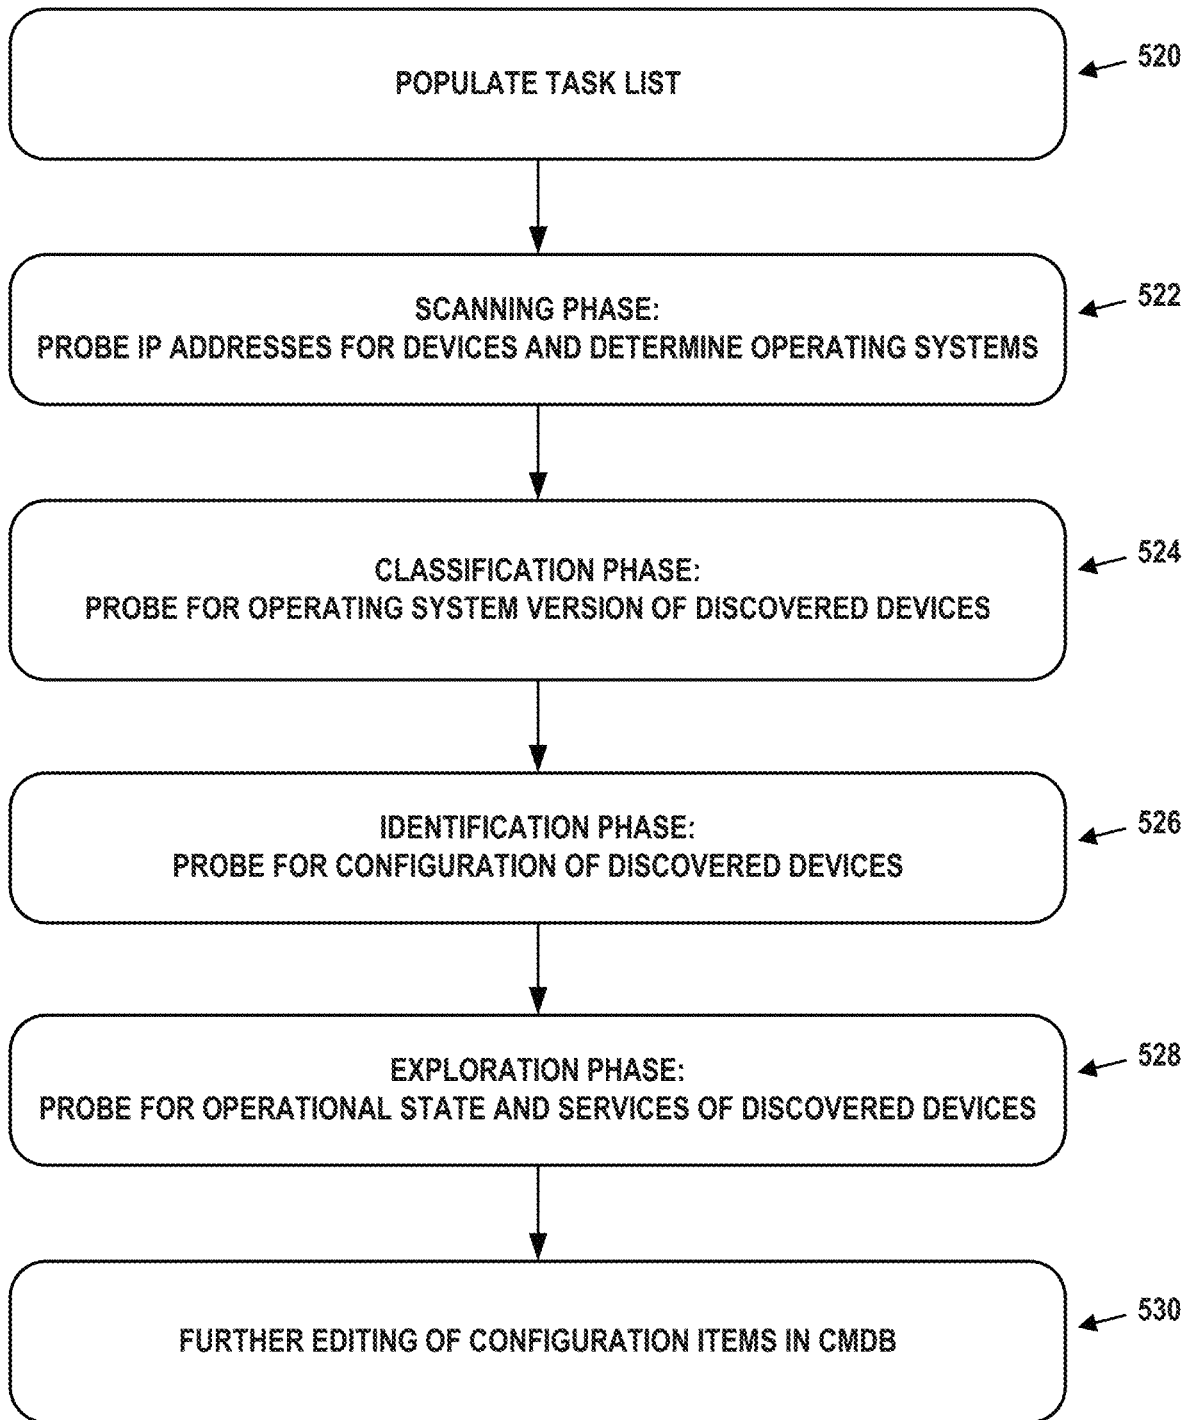 POPULATE TASK LIST
520
SCANNING PHASE:
PROBE IP ADDRESSES FOR DEVICES AND DETERMINE OPERATING SYSTEMS
522
CLASSIFICATION PHASE:
PROBE FOR OPERATING SYSTEM VERSION OF DISCOVERED DEVICES
524
IDENTIFICATION PHASE:
PROBE FOR CONFIGURATION OF DISCOVERED DEVICES
526
EXPLORATION PHASE:
PROBE FOR OPERATIONAL STATE AND SERVICES OF DISCOVERED DEVICES
528
FURTHER EDITING OF CONFIGURATION ITEMS IN CMDB
530